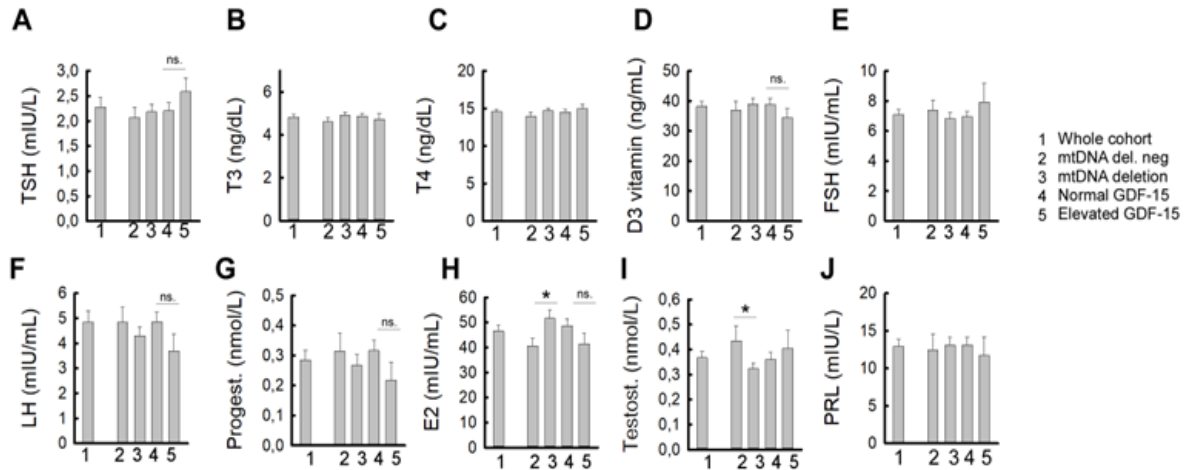 A
B
C
D
E
TSH (mIU/L)
3,0
2,5
2,0
1,5
1,0
0,5
0,0
ns.
1 2 3 4 5
T3 (ng/dL)
6
4
2
0
1 2 3 4 5
T4 (ng/dL)
20
15
10
5
0
1 2 3 4 5
D3 vitamin (ng/mL)
50
40
30
20
10
0
ns.
1 2 3 4 5
FSH (mIU/mL)
10
8
6
4
2
0
1 2 3 4 5
1 Whole cohort
2 mtDNA del. neg
3 mtDNA deletion
4 Normal GDF-15
5 Elevated GDF-15
F
G
H
I
J
LH (mIU/mL)
6
5
4
3
2
1
0
ns.
1 2 3 4 5
Progest. (nmol/L)
0,5
0,4
0,3
0,2
0,1
0,0
ns.
1 2 3 4 5
E2 (mIU/mL)
60
50
40
30
20
10
0
* ns.
1 2 3 4 5
Testost. (nmol/L)
0,6
0,5
0,4
0,3
0,2
0,1
0,0
*
1 2 3 4 5
PRL (mIU/L)
20
15
10
5
0
1 2 3 4 5